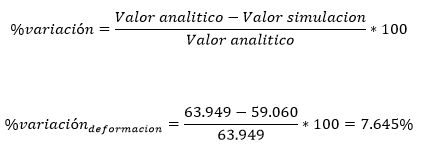 %variación = (Valor analitico − Valor simulacion) / (Valor analitico) * 100
%variación_deformacion = (63.949 − 59.060) / (63.949) * 100 = 7.645%